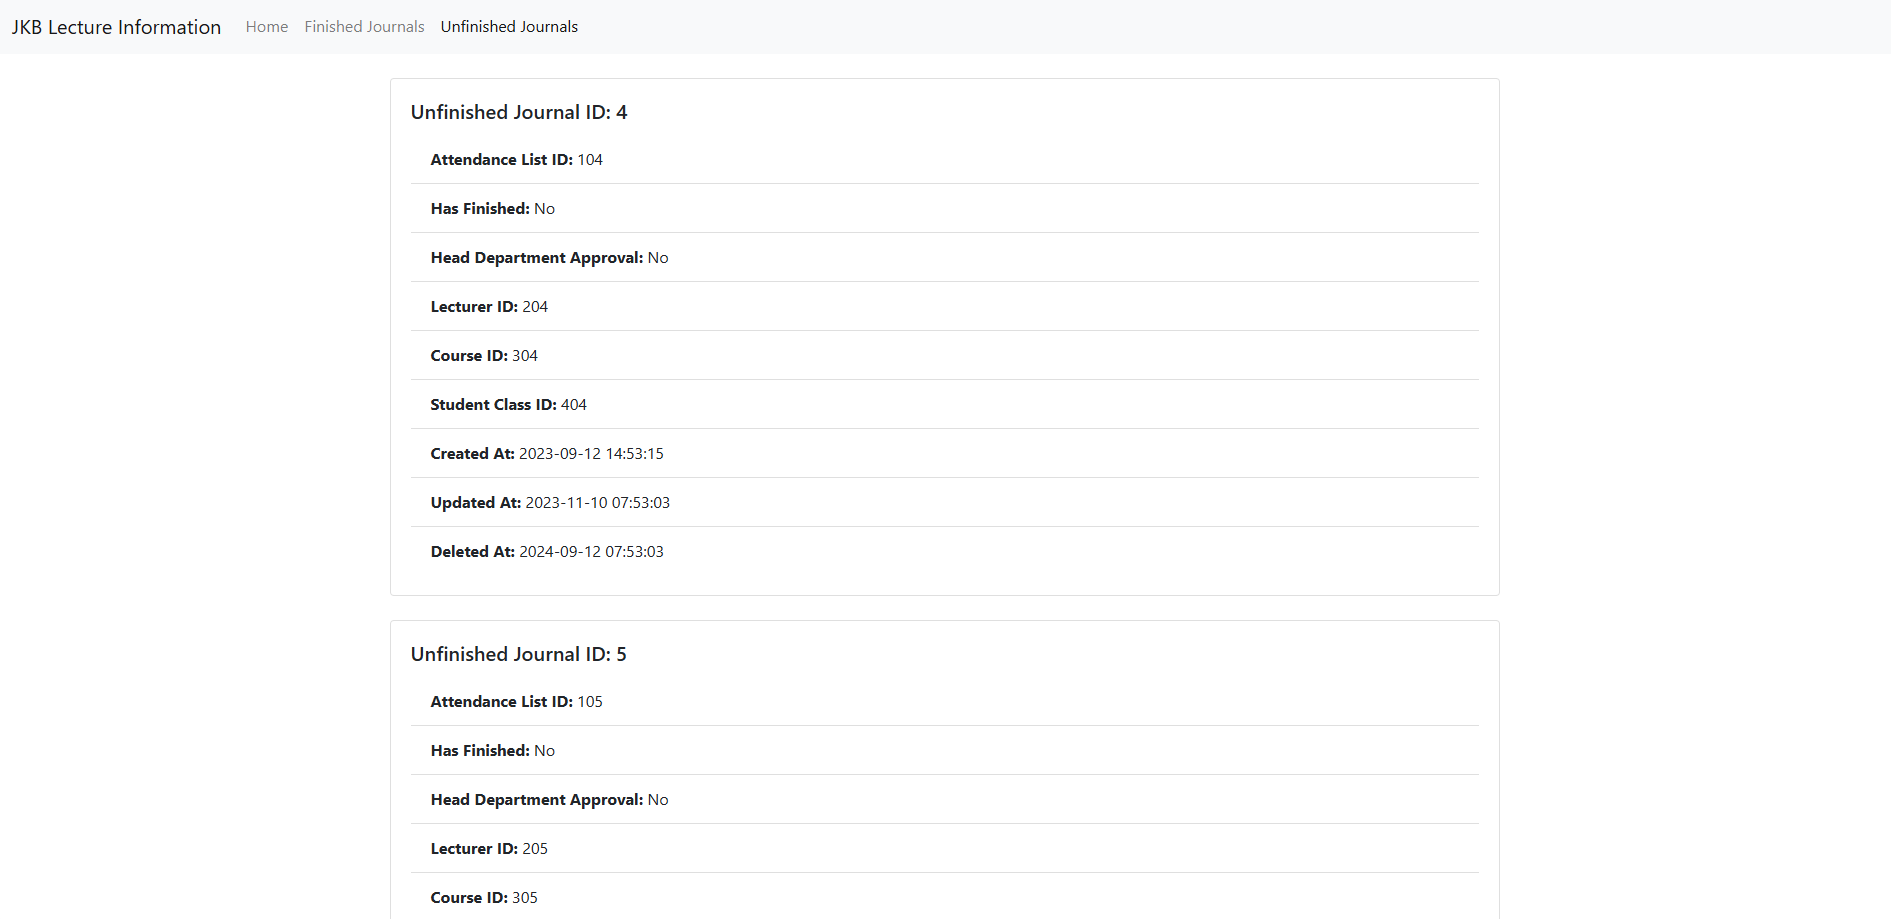 JKB Lecture Information Home Finished Journals Unfinished Journals
Unfinished Journal ID: 4
Attendance List ID: 104
Has Finished: No
Head Department Approval: No
Lecturer ID: 204
Course ID: 304
Student Class ID: 404
Created At: 2023-09-12 14:53:15
Updated At: 2023-11-10 07:53:03
Deleted At: 2024-09-12 07:53:03
Unfinished Journal ID: 5
Attendance List ID: 105
Has Finished: No
Head Department Approval: No
Lecturer ID: 205
Course ID: 305